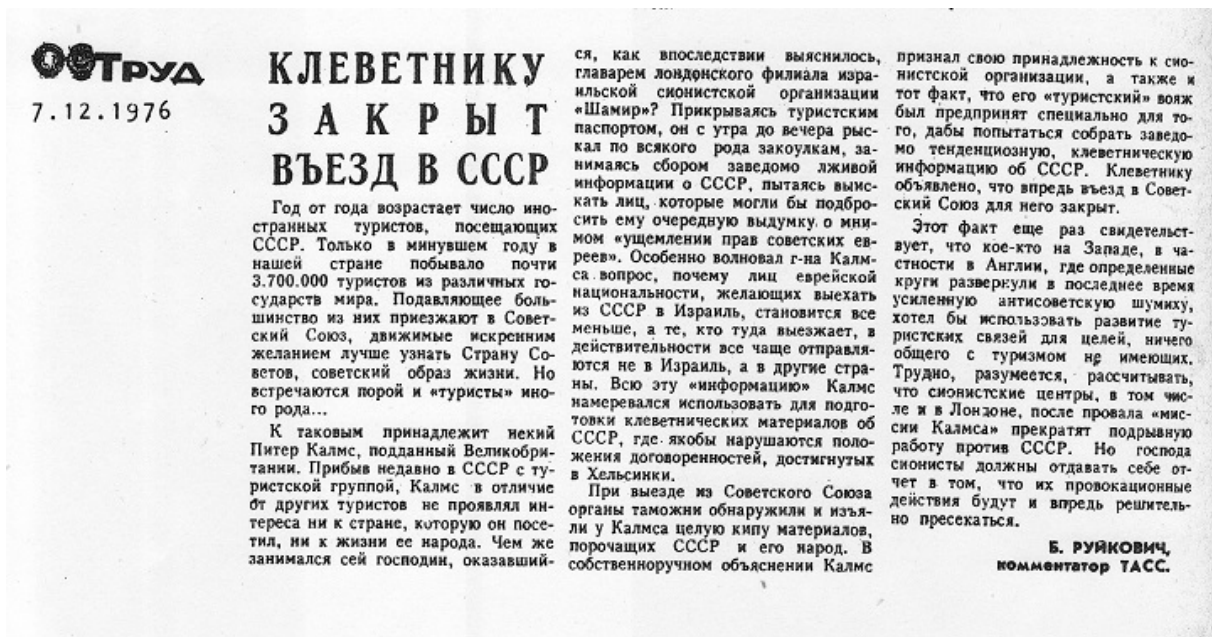 Труд
7.12.1976
КЛЕВЕТНИКУ
ЗАКРЫТ
ВЪЕЗД В СССР
Год от года возрастает число ино-
странных туристов, посещающих
СССР. Только в минувшем году в
нашей стране побывало почти
3.700.000 туристов из различных го-
сударств мира. Подавляющее боль-
шинство из них приезжают в Совет-
ский Союз, движимые искренним
желанием лучше узнать Страну Со-
ветов, советский образ жизни. Но
встречаются порой и «туристы» ино-
го рода...
К таковым принадлежит некий
Питер Калмс, подданный Великобри-
тании. Прибыв недавно в СССР с ту-
ристской группой, Калмс в отличие
от других туристов не проявлял ин-
тереса ни к стране, которую он посе-
тил, ни к жизни ее народа. Чем же
занимался сей господин, оказавший-
ся, как впоследствии выяснилось,
главарем лондонского филиала изра-
ильской сионистской организации
«Шамир»? Прикрываясь туристским
паспортом, он с утра до вечера рыс-
кал по всякого рода закоулкам, за-
нимаясь сбором заведомо лживой
информации о СССР, пытаясь выис-
кать лиц, которые могли бы подбро-
сить ему очередную выдумку о мни-
мом «ущемлении прав советских ев-
реев». Особенно волновал г-на Калм-
са вопрос, почему лиц еврейской
национальности, желающих выехать
из СССР в Израиль, становится все
меньше, а те, кто туда выезжает, в
действительности все чаще отправля-
ются не в Израиль, а в другие стра-
ны. Всю эту «информацию» Калмс
намеревался использовать для подго-
товки клеветнических материалов об
СССР, где якобы нарушаются поло-
жения договоренностей, достигнутых
в Хельсинки.
При выезде из Советского Союза
органы таможни обнаружили и изъя-
ли у Калмса целую кипу материалов,
порочащих СССР и его народ. В
собственноручном объяснении Калмс
признал свою принадлежность к сио-
нистской организации, а также и
тот факт, что его «туристский» вояж
был предпринят специально для то-
го, дабы попытаться собрать заведо-
мо тенденциозную, клеветническую
информацию об СССР. Клеветнику
объявлено, что впредь въезд в Совет-
ский Союз для него закрыт.
Этот факт еще раз свидетельст-
вует, что кое-кто на Западе, в ча-
стности в Англии, где определенные
круги развернули в последнее время
усиленную антисоветскую шумиху,
хотел бы использовать развитие ту-
ристских связей для целей, ничего
общего с туризмом не имеющих.
Трудно, разумеется, рассчитывать,
что сионистские центры, в том чис-
ле и в Лондоне, после провала «мис-
сии Калмса» прекратят подрывную
работу против СССР. Но господа
сионисты должны отдавать себе от-
чет в том, что их провокационные
действия будут и впредь решитель-
но пресекаться.
Б. РУЙКОВИЧ,
комментатор ТАСС.